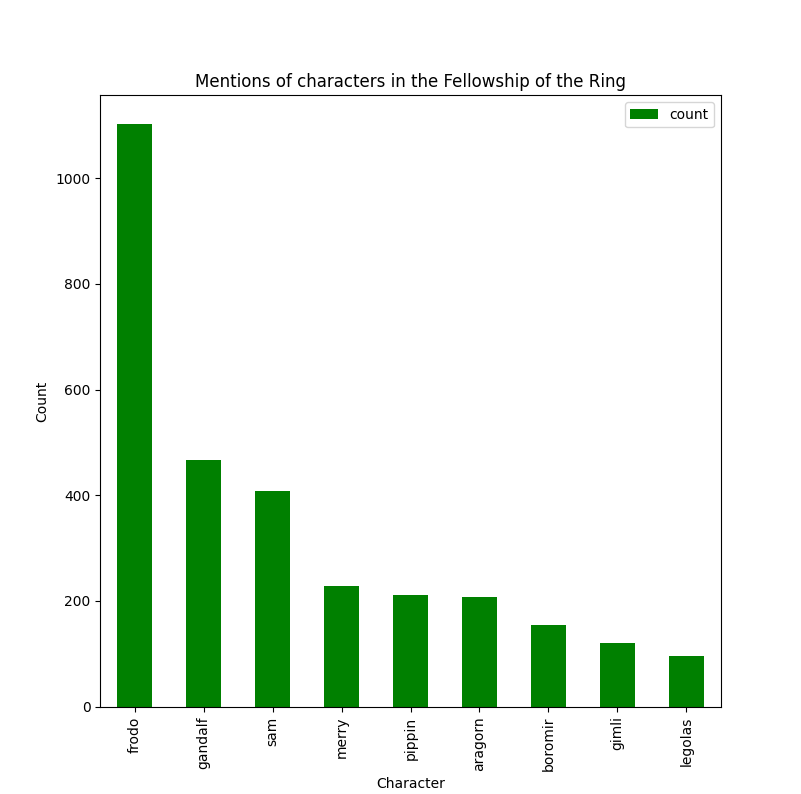 Mentions of characters in the Fellowship of the Ring
count
1000
800
600
400
200
0
Count
frodo
gandalf
sam
merry
pippin
aragorn
boromir
gimli
legolas
Character